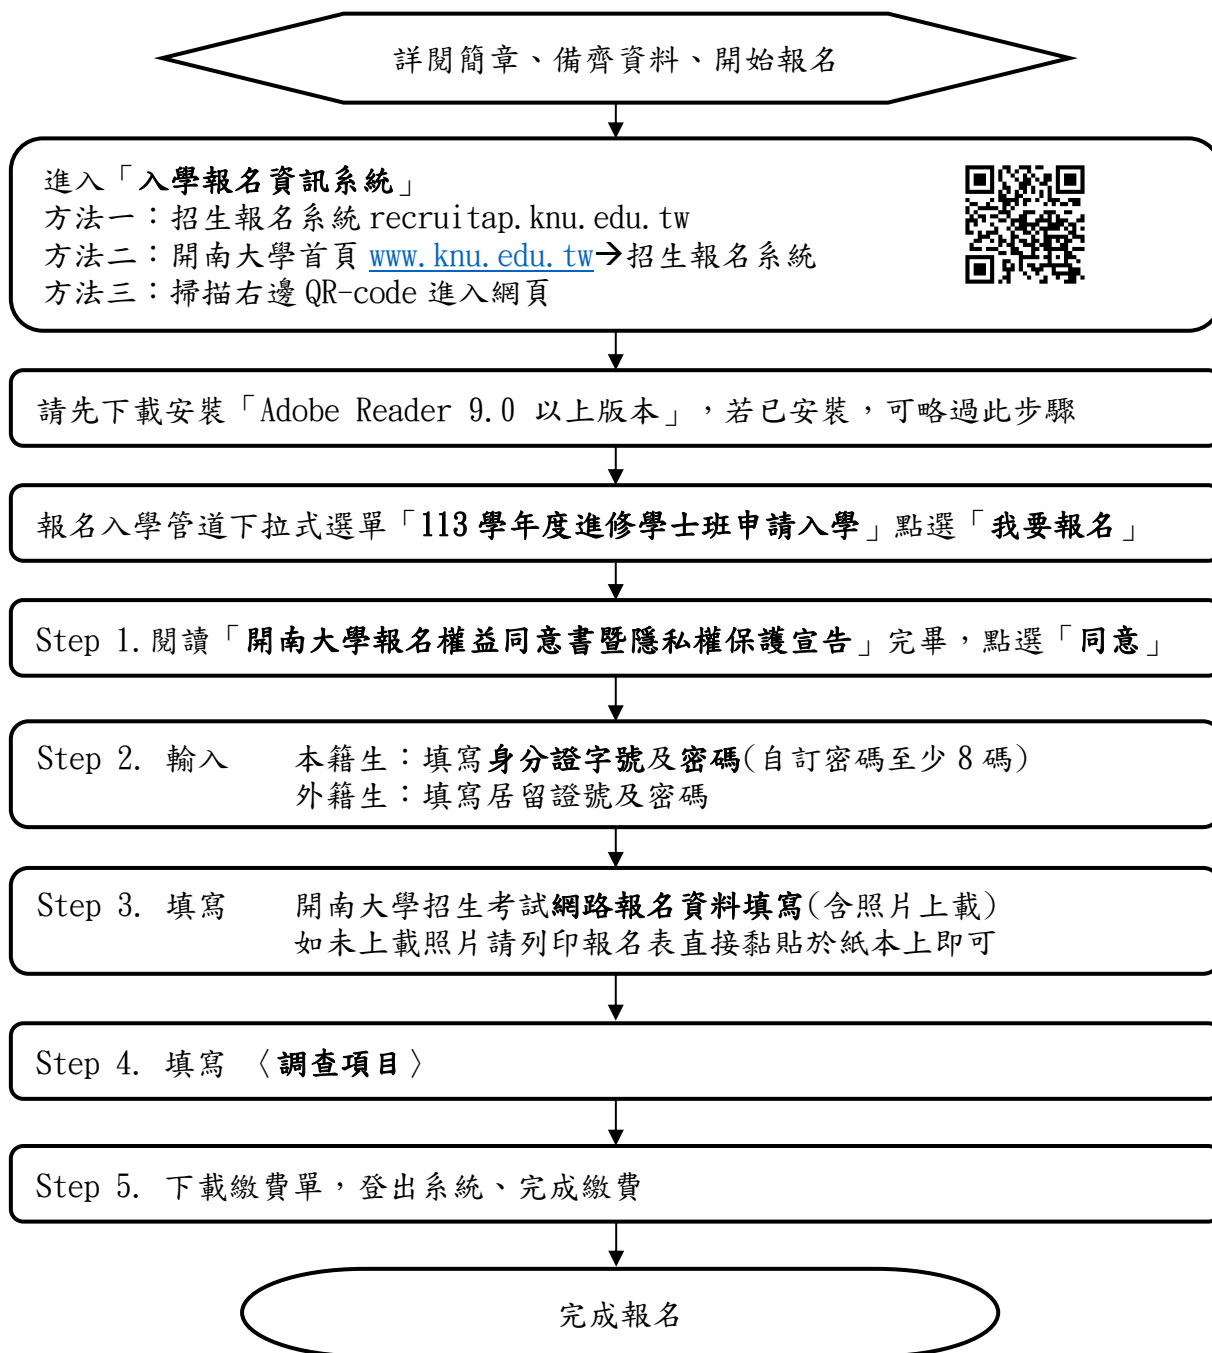 詳閱簡章、備齊資料、開始報名
進入「入學報名資訊系統」
方法一：招生報名系統 recruitap.knu.edu.tw
方法二：開南大學首頁 www.knu.edu.tw→招生報名系統
方法三：掃描右邊 QR-code 進入網頁
請先下載安裝「Adobe Reader 9.0 以上版本」，若已安裝，可略過此步驟
報名入學管道下拉式選單「113 學年度進修學士班申請入學」點選「我要報名」
Step 1.閱讀「開南大學報名權益同意書暨隱私權保護宣告」完畢，點選「同意」
Step 2. 輸入 本籍生：填寫身分證字號及密碼(自訂密碼至少 8 碼)
外籍生：填寫居留證號及密碼
Step 3. 填寫 開南大學招生考試網路報名資料填寫(含照片上載)
如未上載照片請列印報名表直接黏貼於紙本上即可
Step 4. 填寫 〈調查項目〉
Step 5. 下載繳費單，登出系統、完成繳費
完成報名